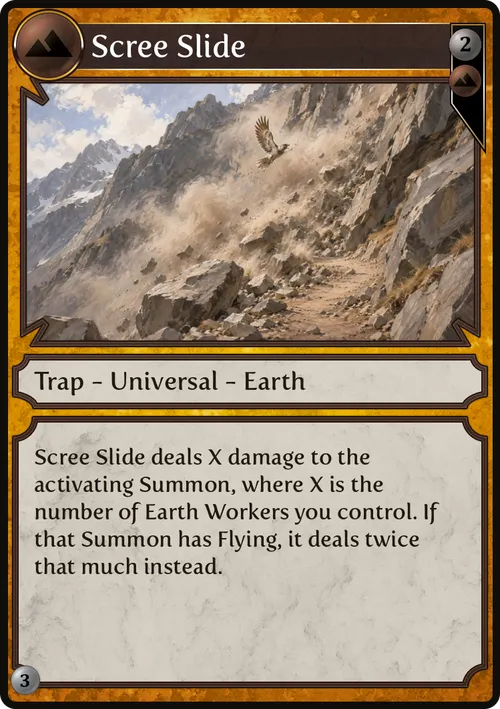 Scree Slide
2
Trap - Universal - Earth
Scree Slide deals X damage to the
activating Summon, where X is the
number of Earth Workers you control. If
that Summon has Flying, it deals twice
that much instead.
3